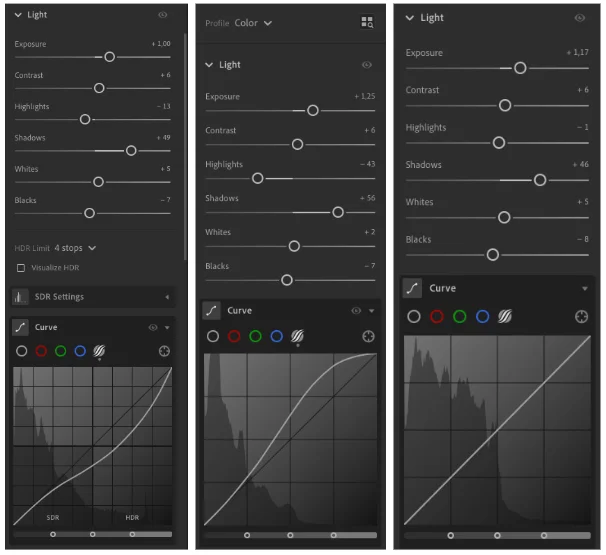 Light
Exposure + 1,00
Contrast + 6
Highlights − 13
Shadows + 49
Whites + 5
Blacks − 7
HDR Limit 4 stops
Visualize HDR
SDR Settings
Curve
SDR HDR
Profile Color
Light
Exposure + 1,25
Contrast + 6
Highlights − 43
Shadows + 56
Whites + 2
Blacks − 7
Curve
Light
Exposure + 1,17
Contrast + 6
Highlights − 1
Shadows + 46
Whites + 5
Blacks − 8
Curve